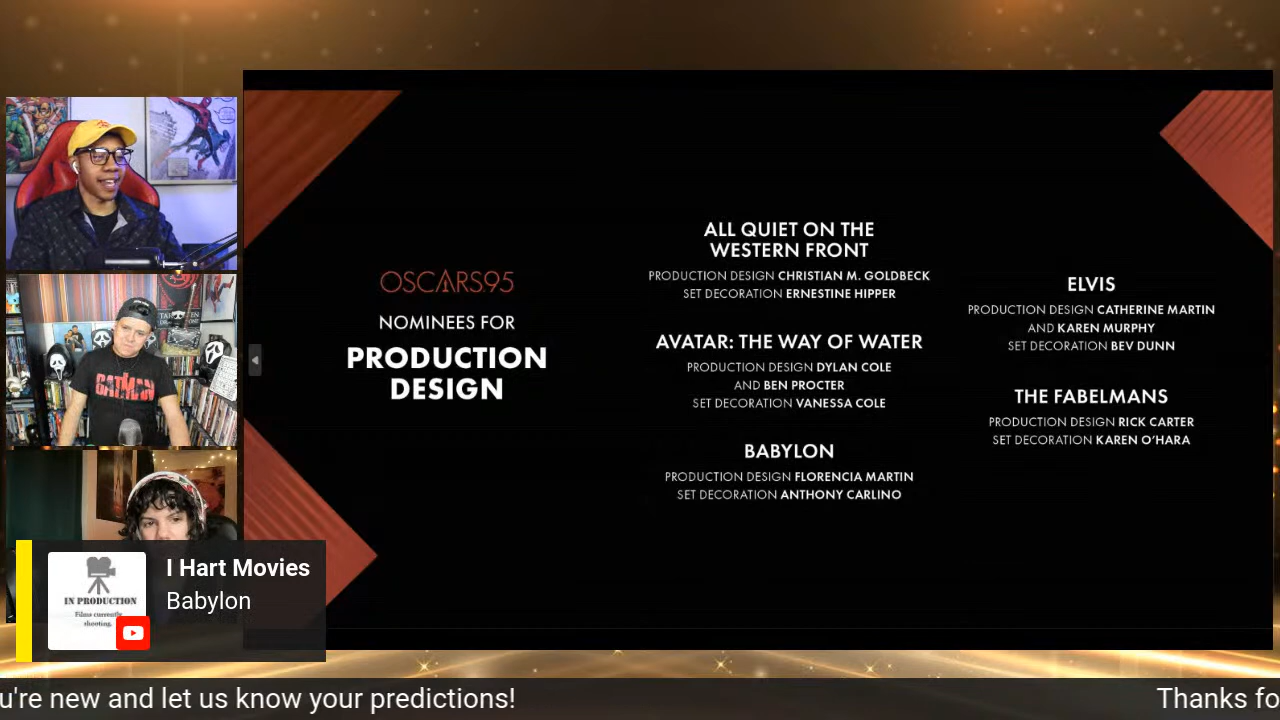 OSCARS95
NOMINEES FOR
PRODUCTION
DESIGN
ALL QUIET ON THE
WESTERN FRONT
PRODUCTION DESIGN CHRISTIAN M. GOLDBECK
SET DECORATION ERNESTINE HIPPER
AVATAR: THE WAY OF WATER
PRODUCTION DESIGN DYLAN COLE
AND BEN PROCTER
SET DECORATION VANESSA COLE
BABYLON
PRODUCTION DESIGN FLORENCIA MARTIN
SET DECORATION ANTHONY CARLINO
ELVIS
PRODUCTION DESIGN CATHERINE MARTIN
AND KAREN MURPHY
SET DECORATION BEV DUNN
THE FABELMANS
PRODUCTION DESIGN RICK CARTER
SET DECORATION KAREN O'HARA
BATMAN
IN PRODUCTION
Films currently
shooting.
I Hart Movies
Babylon
u're new and let us know your predictions!
Thanks fo